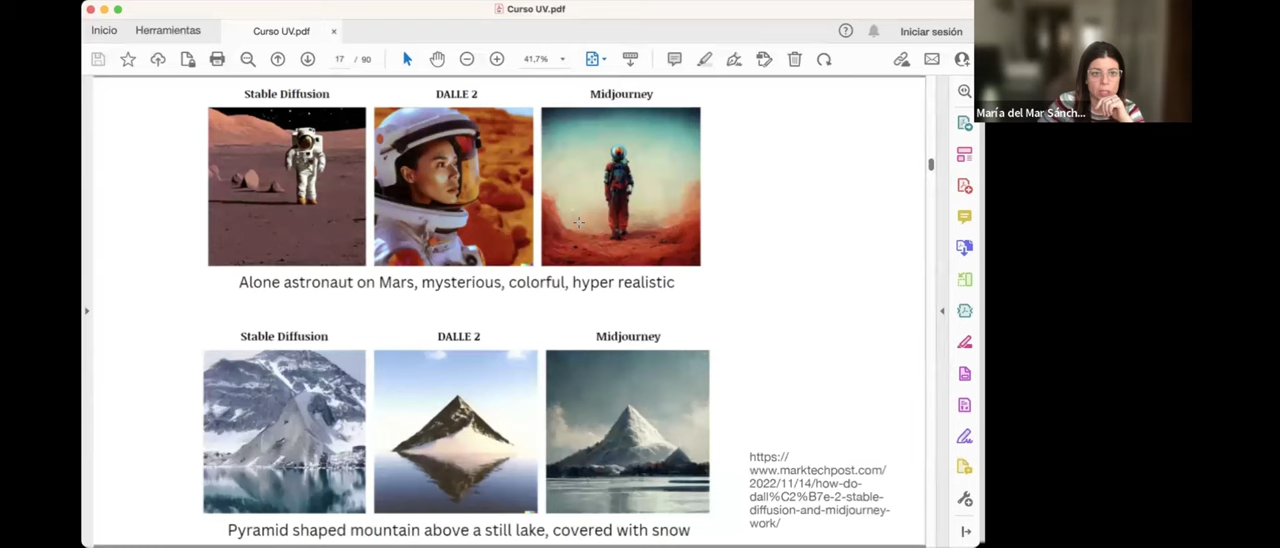 Curso UV.pdf
Inicio
Herramientas
Curso UV.pdf
Iniciar sesión
17 / 90
41,7%
Stable Diffusion
DALLE 2
Midjourney
Alone astronaut on Mars, mysterious, colorful, hyper realistic
Stable Diffusion
DALLE 2
Midjourney
Pyramid shaped mountain above a still lake, covered with snow
https://
www.marktechpost.com/
2022/11/14/how-do-
dall%C2%B7e-2-stable-
diffusion-and-midjourney-
work/
María del Mar Sánch...